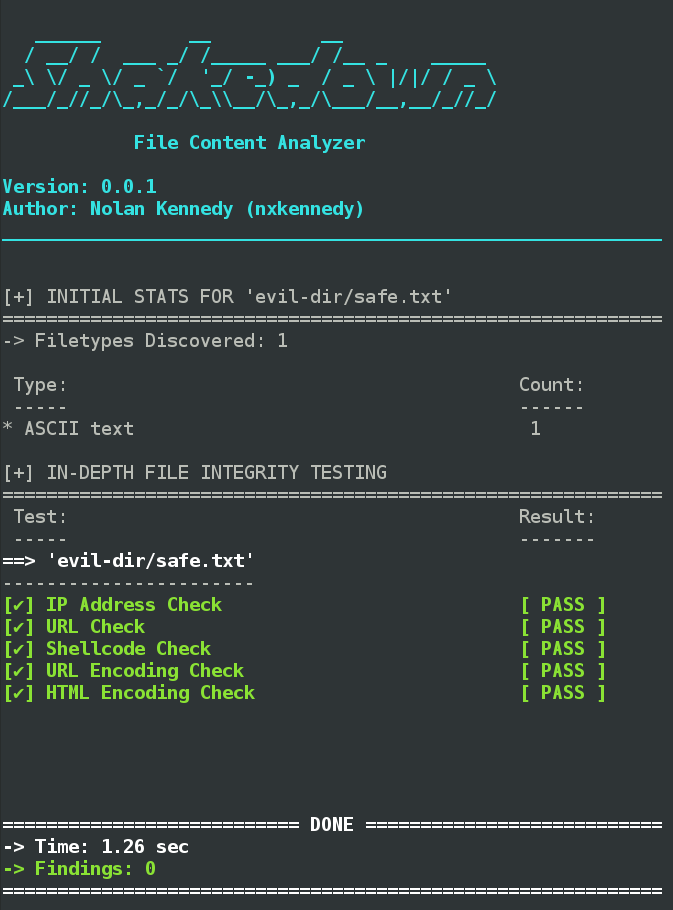 Shakedown
File Content Analyzer
Version: 0.0.1
Author: Nolan Kennedy (nxkennedy)
[+] INITIAL STATS FOR 'evil-dir/safe.txt'
============================================================
-> Filetypes Discovered: 1
Type: Count:
----- ------
* ASCII text 1
[+] IN-DEPTH FILE INTEGRITY TESTING
============================================================
Test: Result:
----- -------
==> 'evil-dir/safe.txt'
-----------------------
[✔] IP Address Check [ PASS ]
[✔] URL Check [ PASS ]
[✔] Shellcode Check [ PASS ]
[✔] URL Encoding Check [ PASS ]
[✔] HTML Encoding Check [ PASS ]
=========================== DONE ===========================
-> Time: 1.26 sec
-> Findings: 0
============================================================